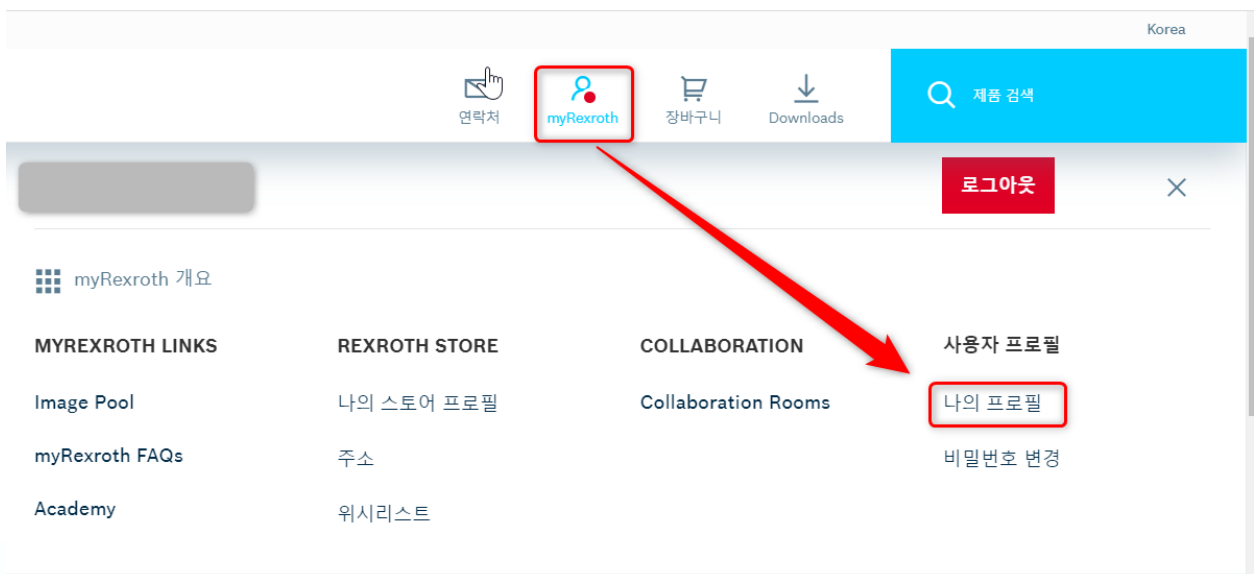 Korea
연락처
myRexroth
장바구니
Downloads
제품 검색
로그아웃
myRexroth 개요
MYREXROTH LINKS
REXROTH STORE
COLLABORATION
사용자 프로필
Image Pool
나의 스토어 프로필
Collaboration Rooms
나의 프로필
myRexroth FAQs
주소
비밀번호 변경
Academy
위시리스트